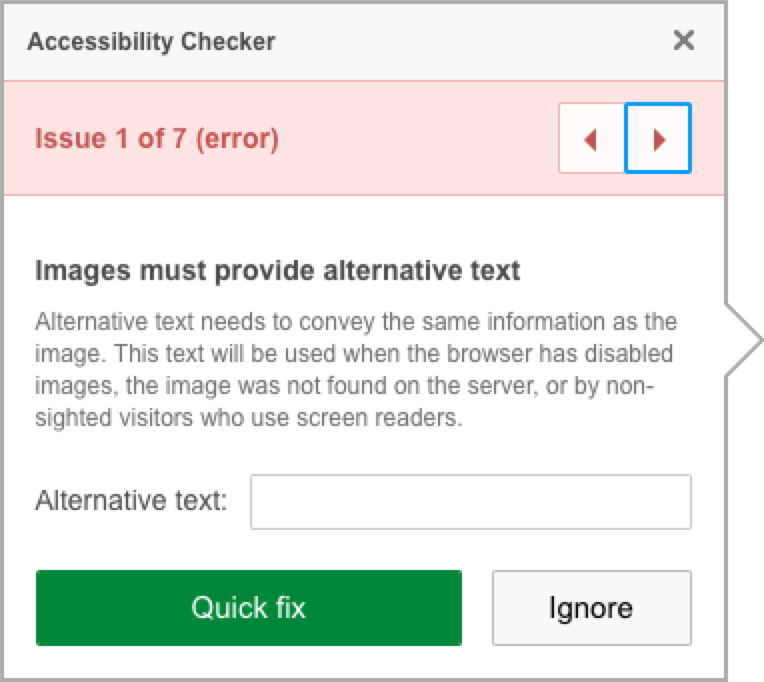 Accessibility Checker
Issue 1 of 7 (error)
Images must provide alternative text
Alternative text needs to convey the same information as the
image. This text will be used when the browser has disabled
images, the image was not found on the server, or by non-
sighted visitors who use screen readers.
Alternative text:
Quick fix
Ignore